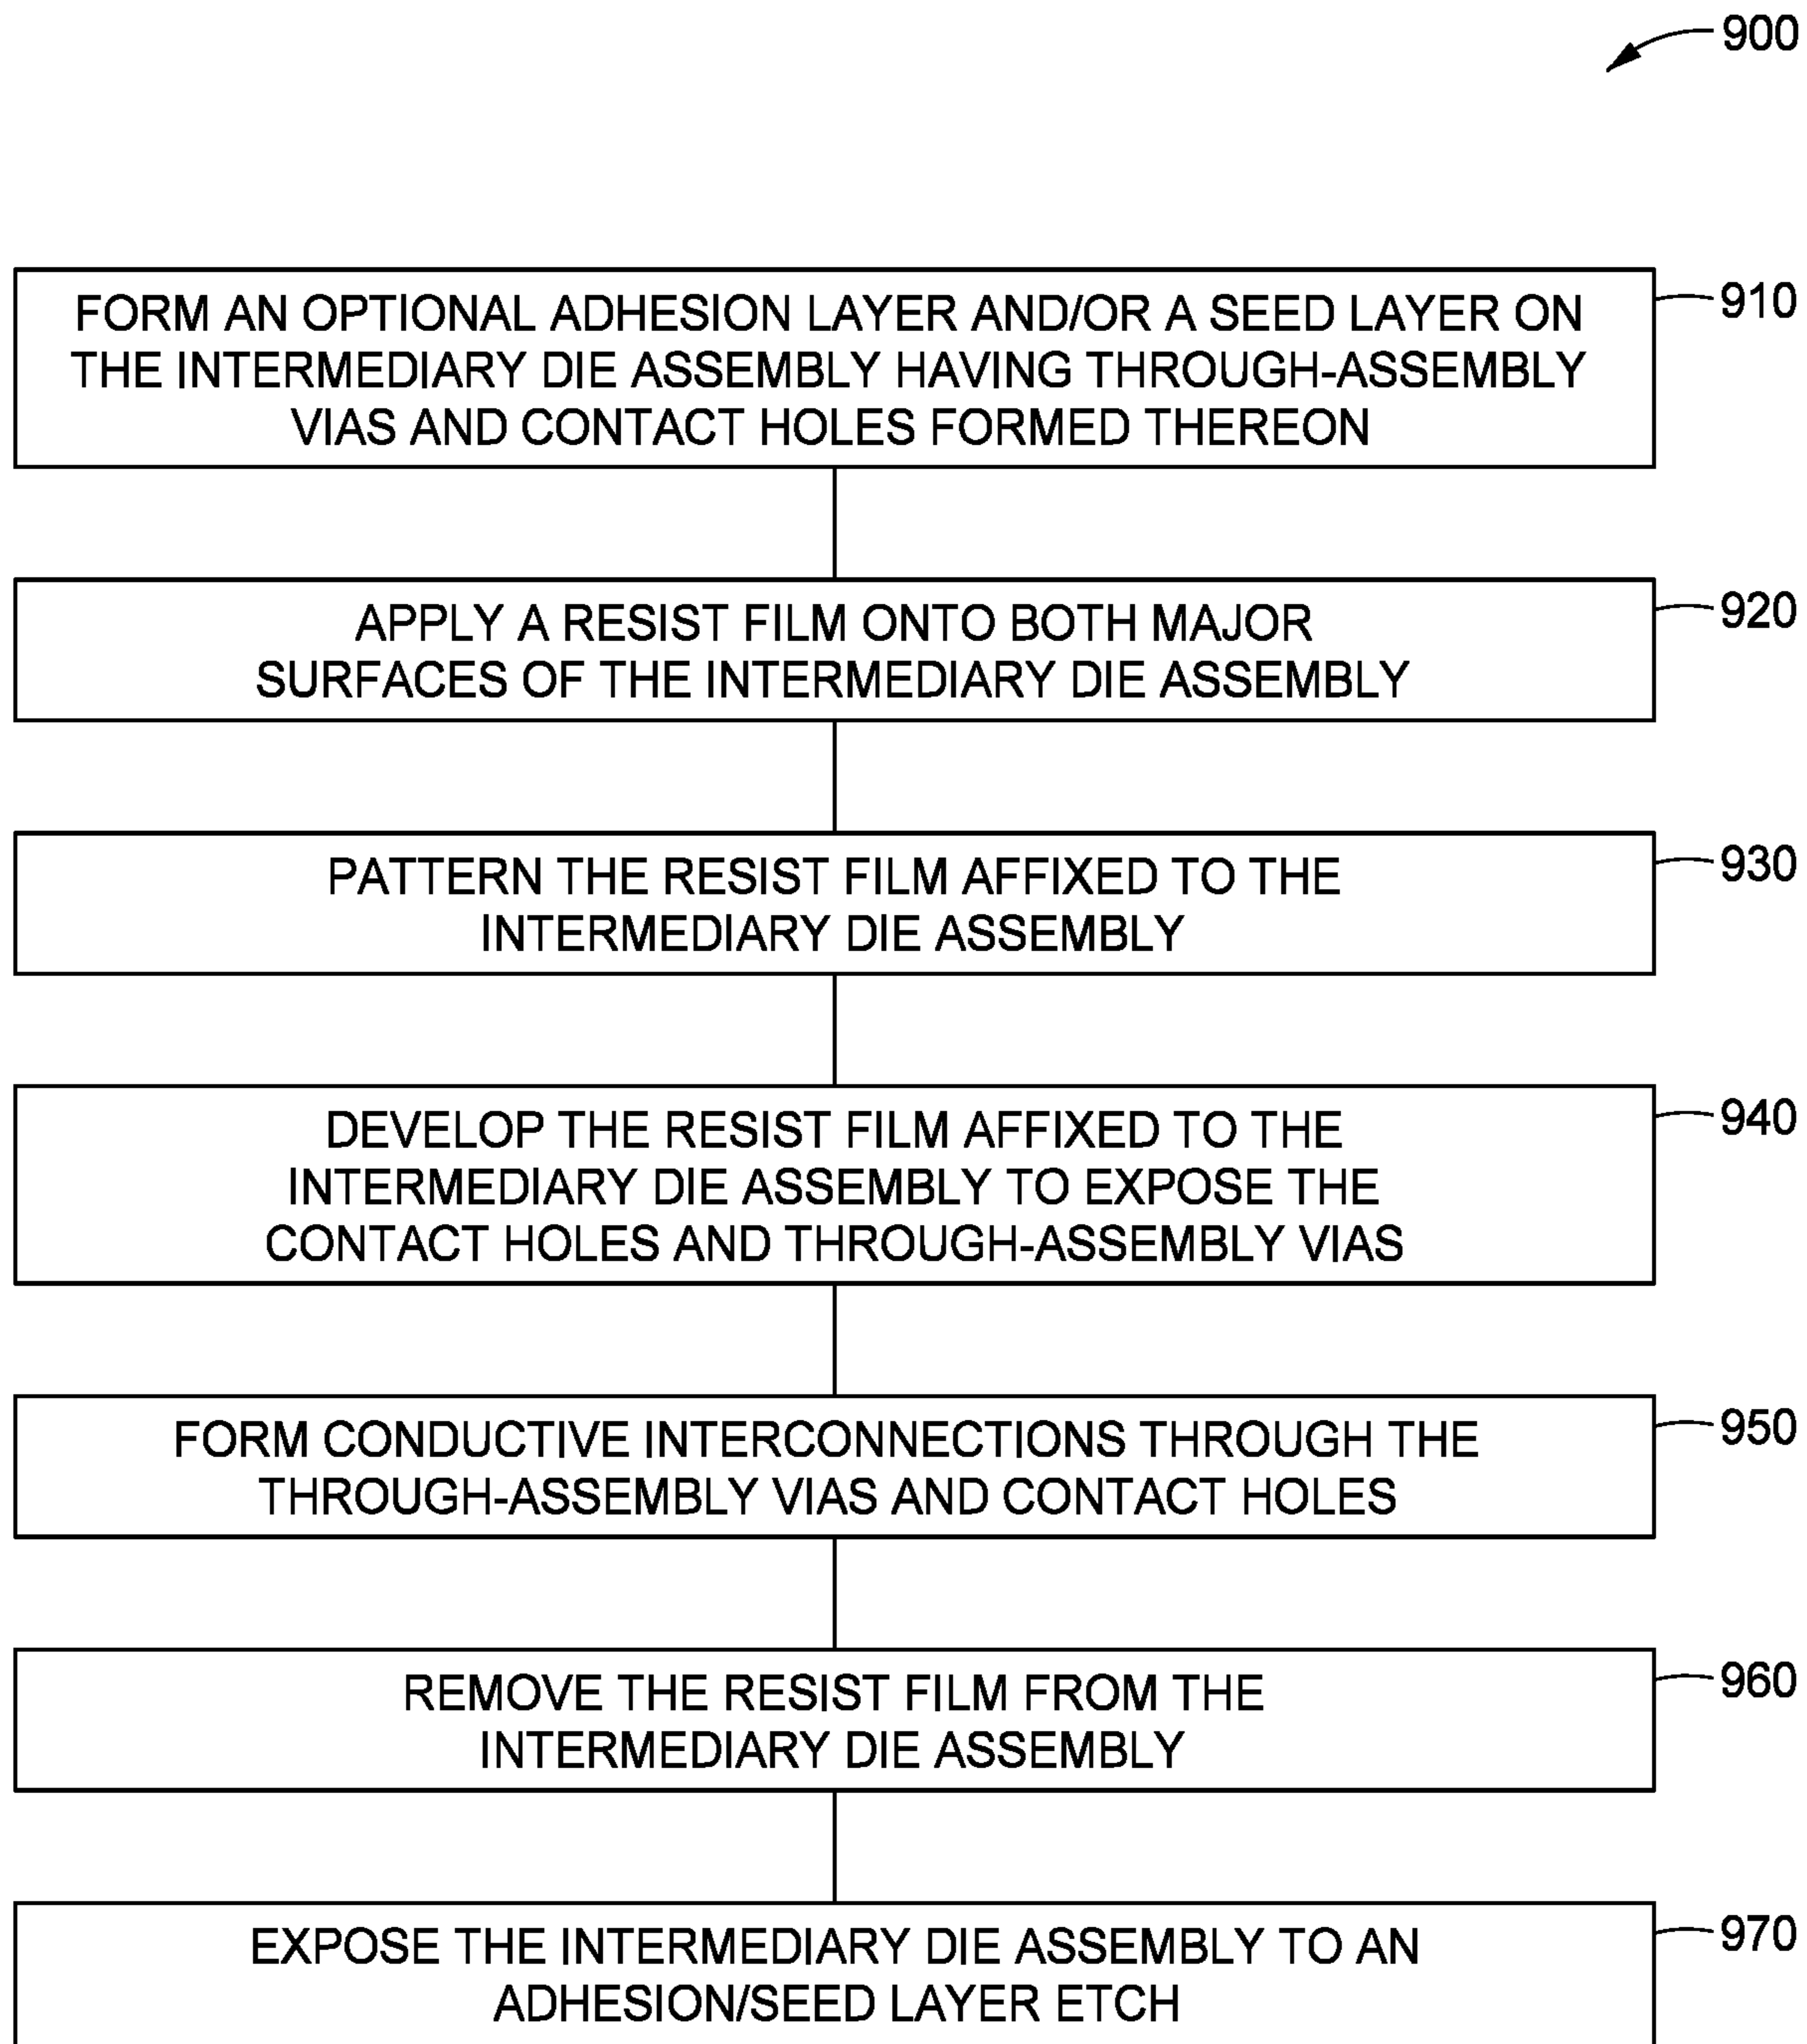 900
FORM AN OPTIONAL ADHESION LAYER AND/OR A SEED LAYER ON
THE INTERMEDIARY DIE ASSEMBLY HAVING THROUGH-ASSEMBLY
VIAS AND CONTACT HOLES FORMED THEREON
910
APPLY A RESIST FILM ONTO BOTH MAJOR
SURFACES OF THE INTERMEDIARY DIE ASSEMBLY
920
PATTERN THE RESIST FILM AFFIXED TO THE
INTERMEDIARY DIE ASSEMBLY
930
DEVELOP THE RESIST FILM AFFIXED TO THE
INTERMEDIARY DIE ASSEMBLY TO EXPOSE THE
CONTACT HOLES AND THROUGH-ASSEMBLY VIAS
940
FORM CONDUCTIVE INTERCONNECTIONS THROUGH THE
THROUGH-ASSEMBLY VIAS AND CONTACT HOLES
950
REMOVE THE RESIST FILM FROM THE
INTERMEDIARY DIE ASSEMBLY
960
EXPOSE THE INTERMEDIARY DIE ASSEMBLY TO AN
ADHESION/SEED LAYER ETCH
970